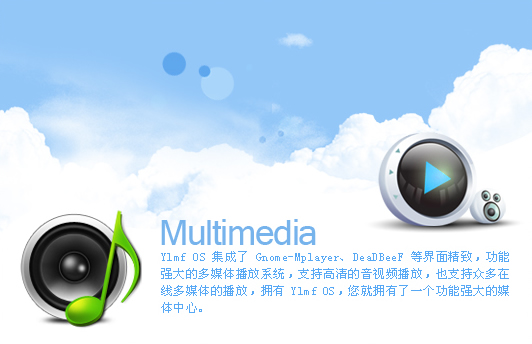 Multimedia
Ylmf OS 集成了 Gnome-Mplayer、DeaDBeeF 等界面精致，功能
强大的多媒体播放系统，支持高清的音视频播放，也支持众多在
线多媒体的播放，拥有 Ylmf OS，您就拥有了一个功能强大的媒
体中心。